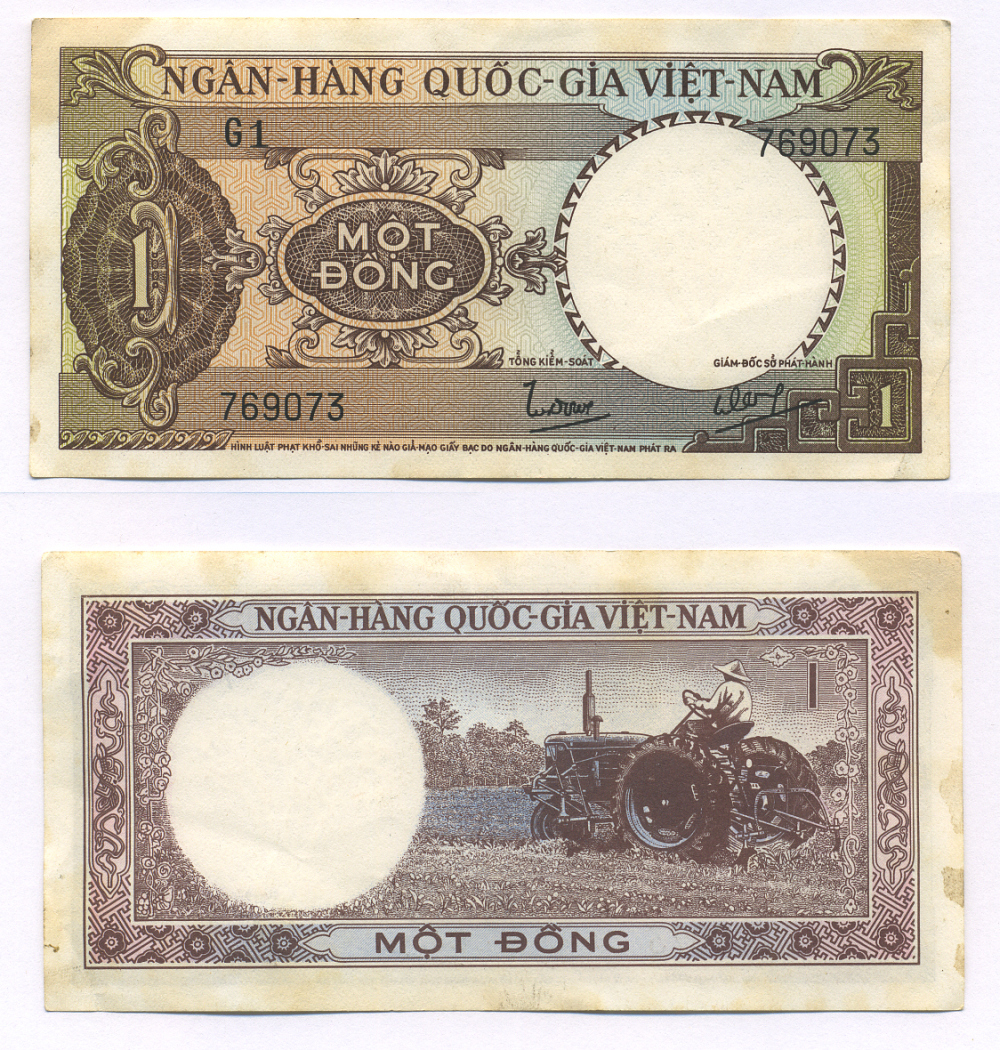 NGÂN-HÀNG QUỐC-GIA VIỆT-NAM
G1
769073
1
MỘT
ĐỒNG
TỔNG KIỂM-SOÁT
GIÁM-ĐỐC SỞ PHÁT-HÀNH
769073
1
HÌNH LUẬT PHẠT KHỔ-SAI NHỮNG KẺ NÀO GIẢ-MẠO GIẤY BẠC DO NGÂN-HÀNG QUỐC-GIA VIỆT-NAM PHÁT RA
NGÂN-HÀNG QUỐC-GIA VIỆT-NAM
1
MỘT ĐỒNG